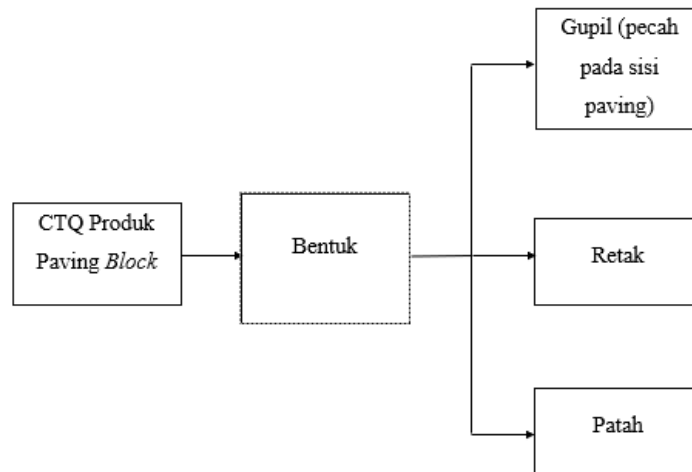 Gupil (pecah
pada sisi
paving)
CTQ Produk
Paving Block
Bentuk
Retak
Patah